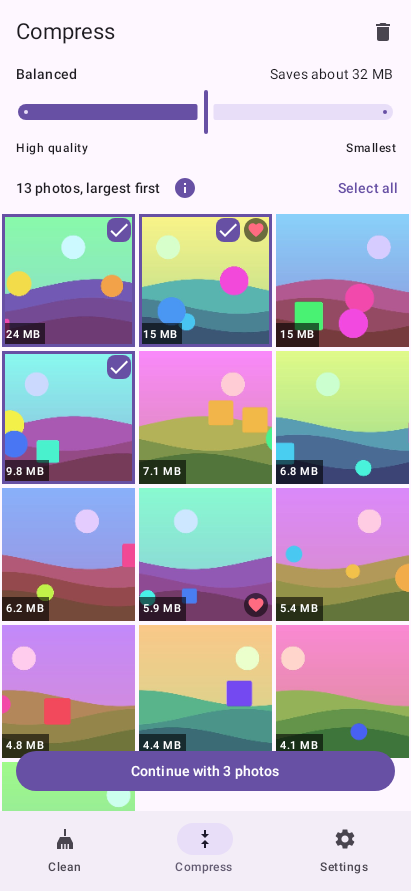 Compress
Balanced
Saves about 32 MB
High quality
Smallest
13 photos, largest first
Select all
24 MB
15 MB
15 MB
9.8 MB
7.1 MB
6.8 MB
6.2 MB
5.9 MB
5.4 MB
4.8 MB
4.4 MB
4.1 MB
Continue with 3 photos
Clean
Compress
Settings